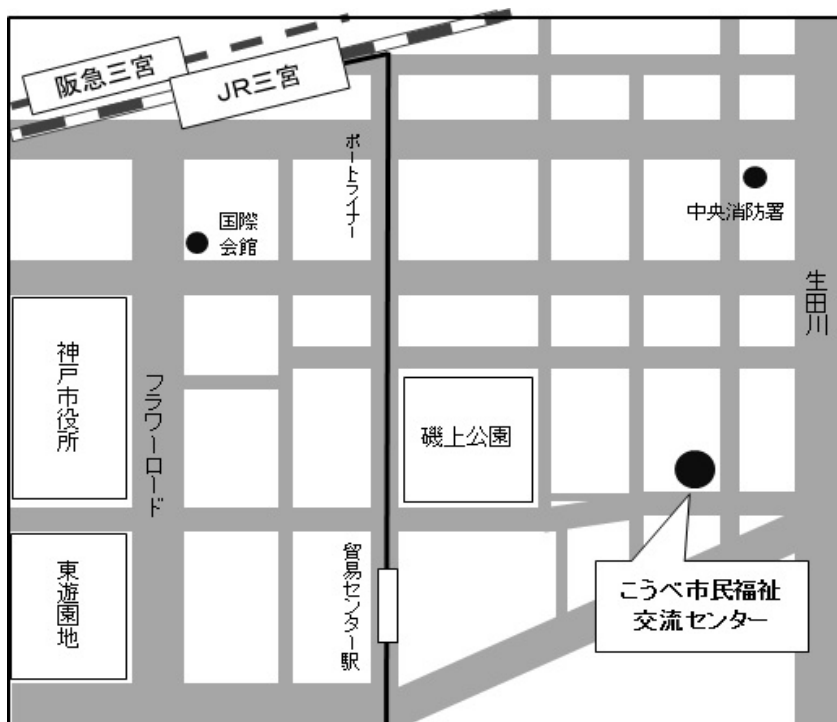 阪急三宮
JR三宮
ポートライナー
国際
会館
中央消防署
生田川
神戸市役所
フラワーロード
磯上公園
東遊園地
貿易センター駅
こうべ市民福祉
交流センター